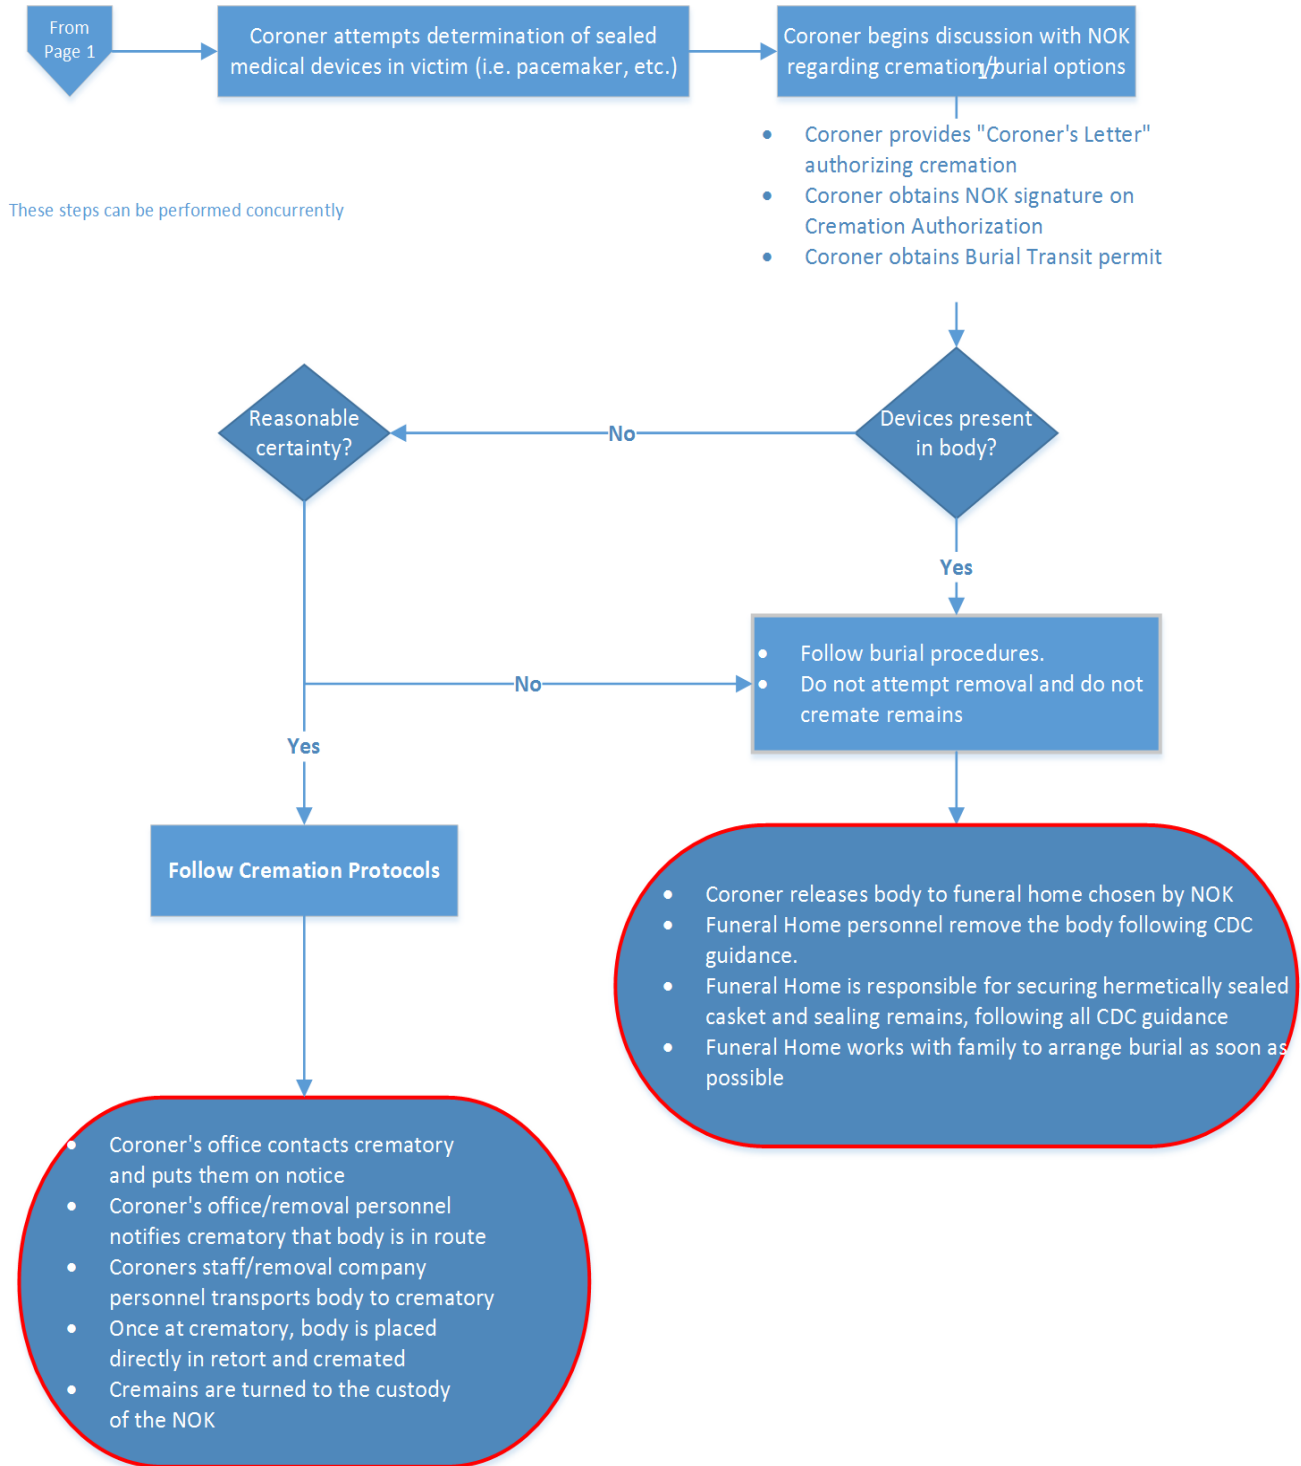 From
Page 1
Coroner attempts determination of sealed
medical devices in victim (i.e. pacemaker, etc.)
Coroner begins discussion with NOK
regarding cremation/burial options
17
• Coroner provides "Coroner's Letter"
authorizing cremation
• Coroner obtains NOK signature on
Cremation Authorization
• Coroner obtains Burial Transit permit
These steps can be performed concurrently
Reasonable
certainty?
No
Devices present
in body?
Yes
• Follow burial procedures.
• Do not attempt removal and do not
cremate remains
No
Yes
Follow Cremation Protocols
• Coroner releases body to funeral home chosen by NOK
• Funeral Home personnel remove the body following CDC
guidance.
• Funeral Home is responsible for securing hermetically sealed
casket and sealing remains, following all CDC guidance
• Funeral Home works with family to arrange burial as soon as
possible
• Coroner's office contacts crematory
and puts them on notice
• Coroner's office/removal personnel
notifies crematory that body is in route
• Coroners staff/removal company
personnel transports body to crematory
• Once at crematory, body is placed
directly in retort and cremated
• Cremains are turned to the custody
of the NOK